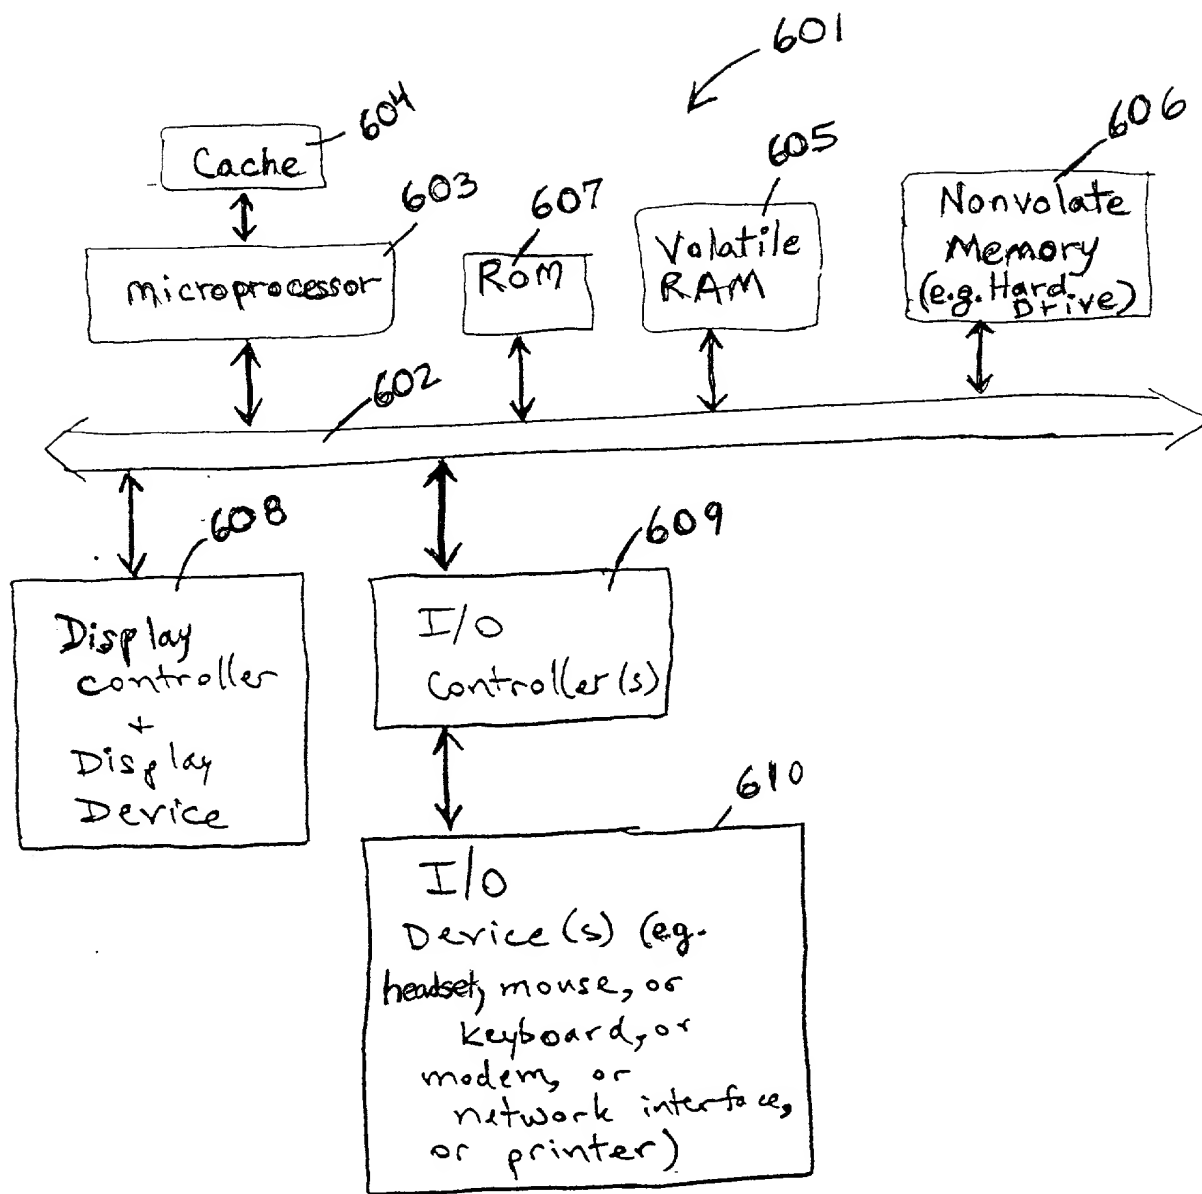 601
604
Cache
603
microprocessor
607
ROM
605
Volatile
RAM
606
Nonvolate
Memory
(e.g. Hard
Drive)
602
608
Display
controller
+
Display
Device
609
I/O
controller(s)
610
I/O
Device(s) (eg.
headset, mouse, or
keyboard, or
modem, or
network interface,
or printer)